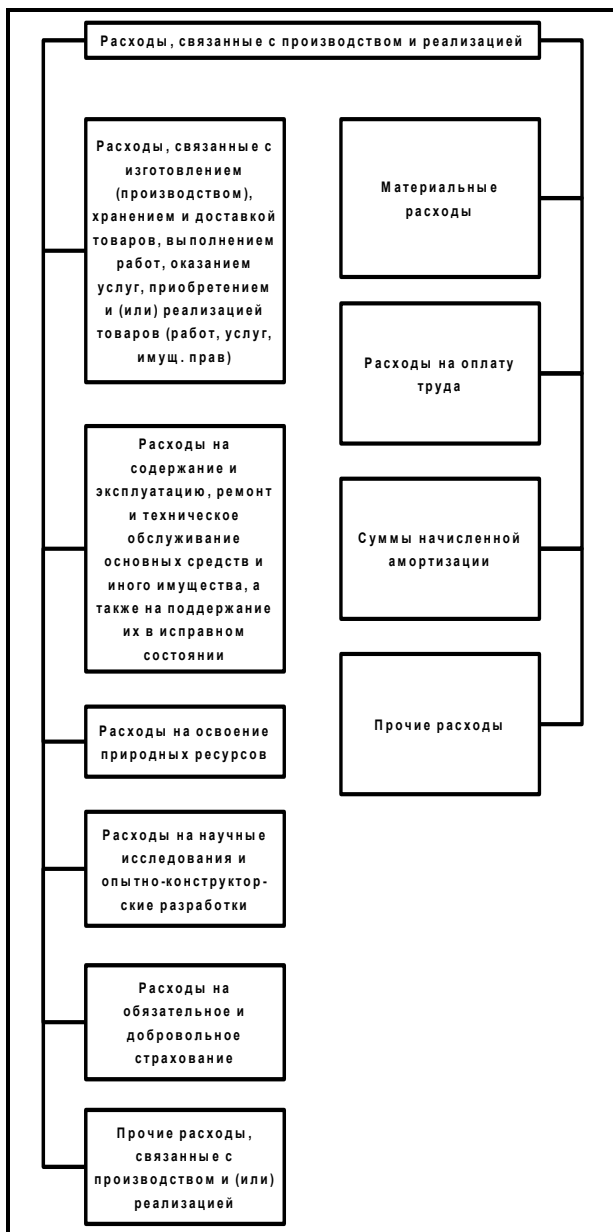 Расходы, связанные с производством и реализацией
Расходы, связанные с
изготовлением
(производством),
хранением и доставкой
товаров, выполнением
работ, оказанием
услуг, приобретением
и (или) реализацией
товаров (работ, услуг,
имущ. прав)
Расходы на
содержание и
эксплуатацию, ремонт
и техническое
обслуживание
основных средств и
иного имущества, а
также на поддержание
их в исправном
состоянии
Расходы на освоение
природных ресурсов
Расходы на научные
исследования и
опытно-конструктор-
ские разработки
Расходы на
обязательное и
добровольное
страхование
Прочие расходы,
связанные с
производством и (или)
реализацией
Материальные
расходы
Расходы на оплату
труда
Суммы начисленной
амортизации
Прочие расходы